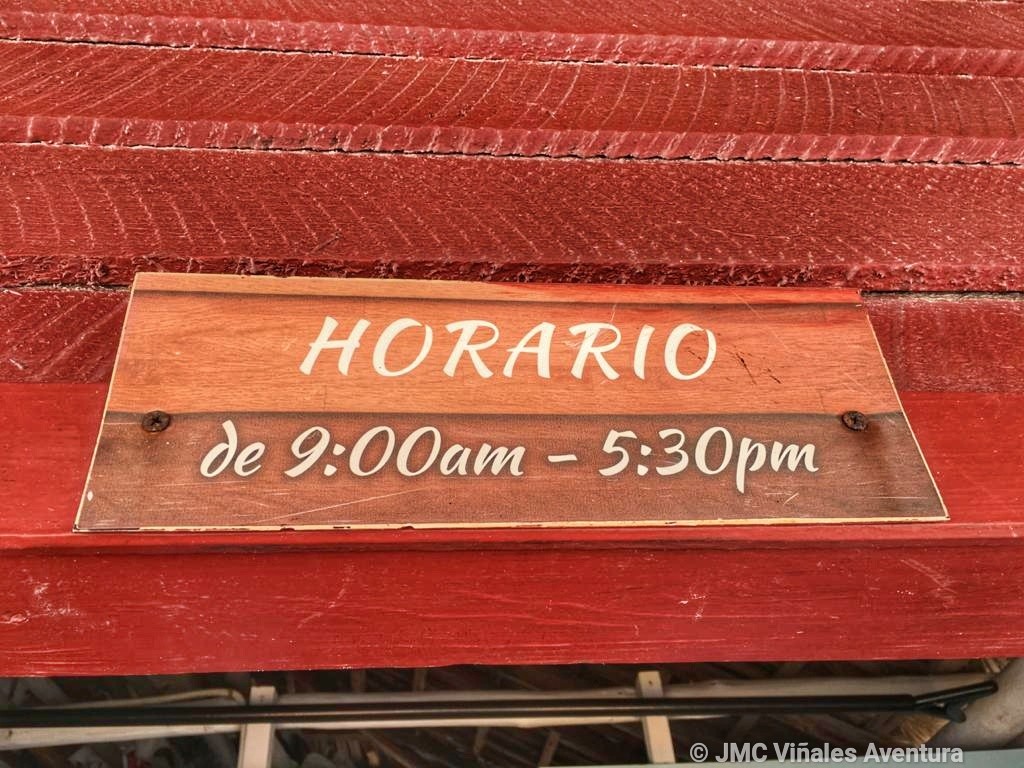 HORARIO
de 9:00am - 5:30pm
© JMC Viñales Aventura